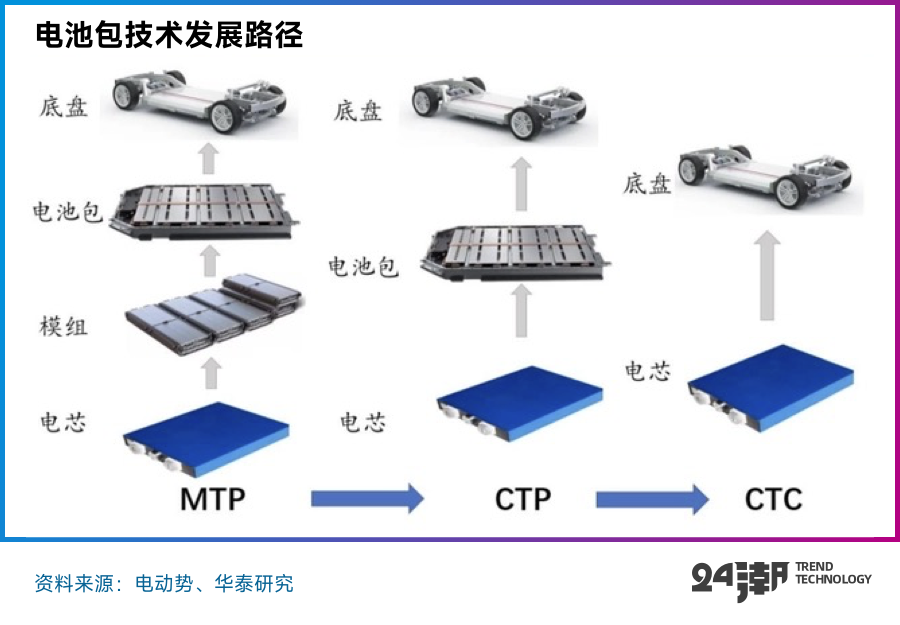 电池包技术发展路径
底盘
电池包
模组
电芯
MTP
底盘
电池包
电芯
CTP
底盘
电芯
CTC
资料来源：电动势、华泰研究
24潮 TREND
TECHNOLOGY